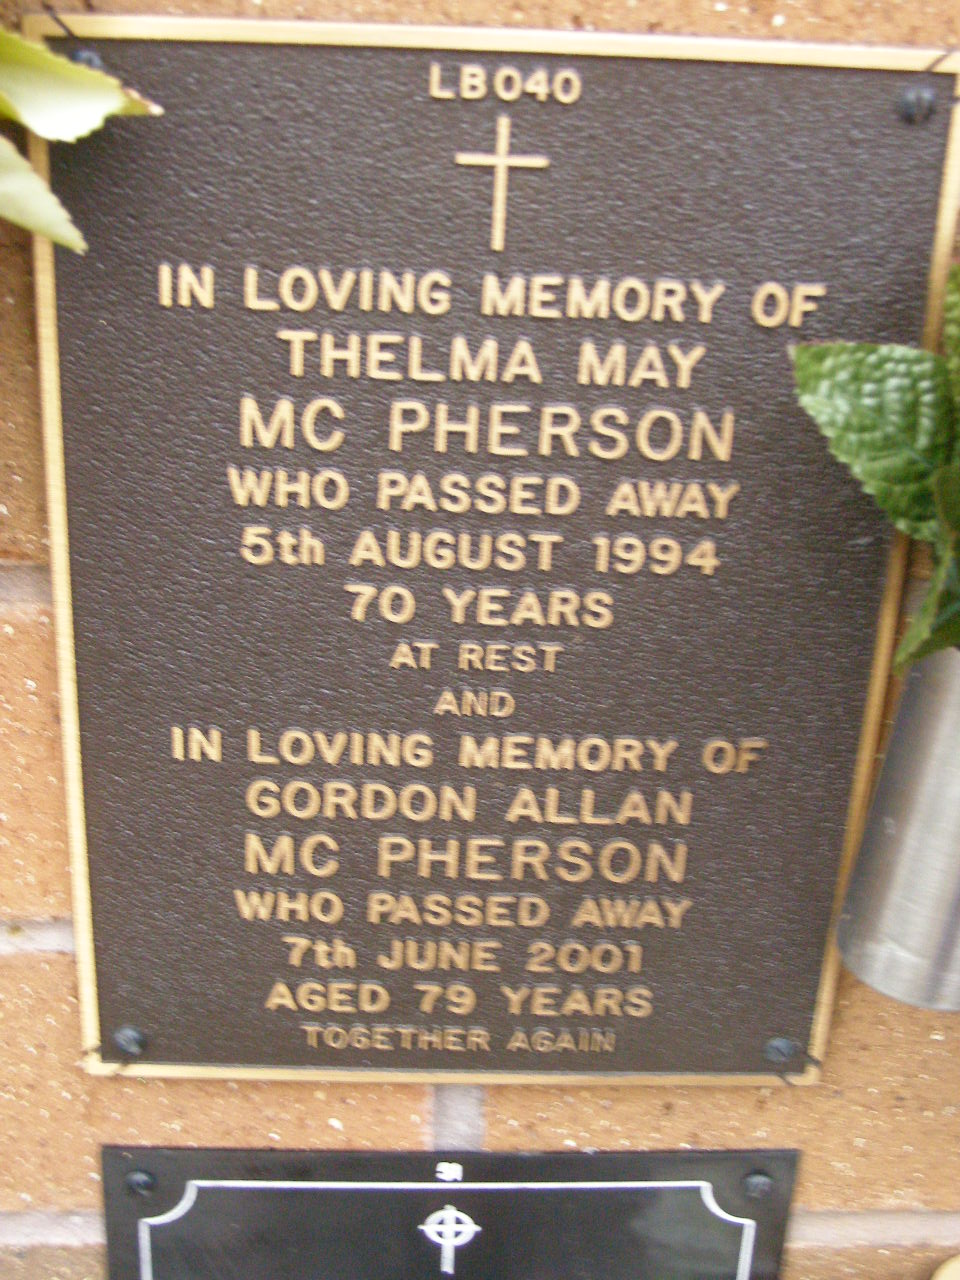 LB040
IN LOVING MEMORY OF
THELMA MAY
MC PHERSON
WHO PASSED AWAY
5th AUGUST 1994
70 YEARS
AT REST
AND
IN LOVING MEMORY OF
GORDON ALLAN
MC PHERSON
WHO PASSED AWAY
7th JUNE 2001
AGED 79 YEARS
TOGETHER AGAIN